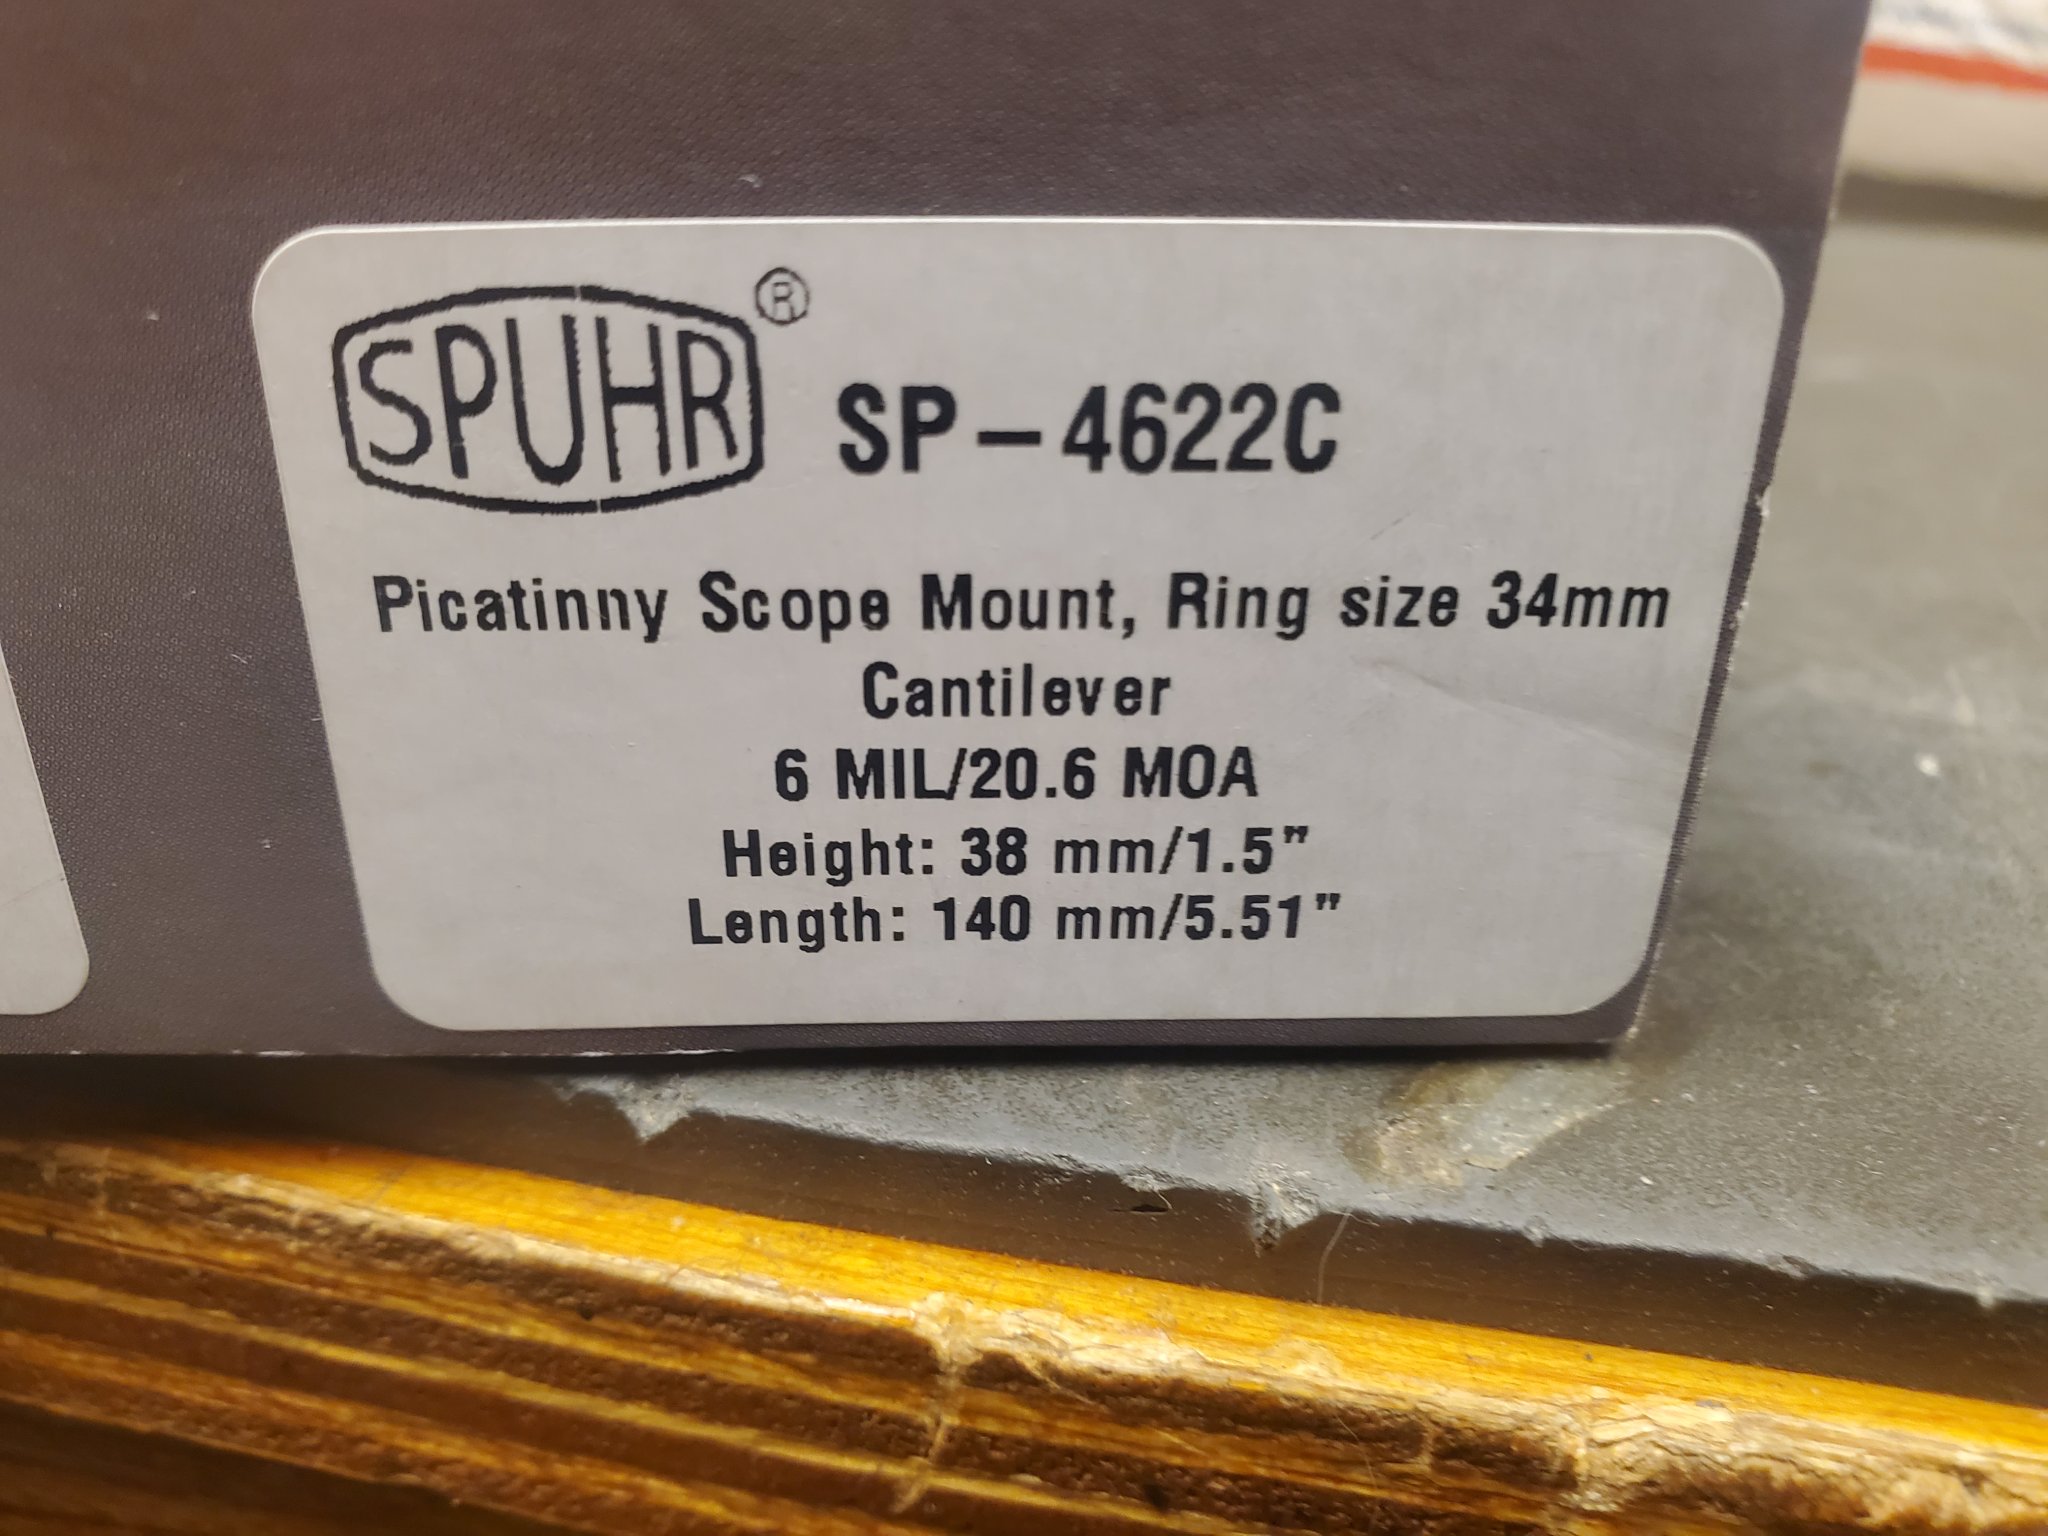 SPUHR®
SP-4622C
Picatinny Scope Mount, Ring size 34mm
Cantilever
6 MIL/20.6 MOA
Height: 38 mm/1.5"
Length: 140 mm/5.51"